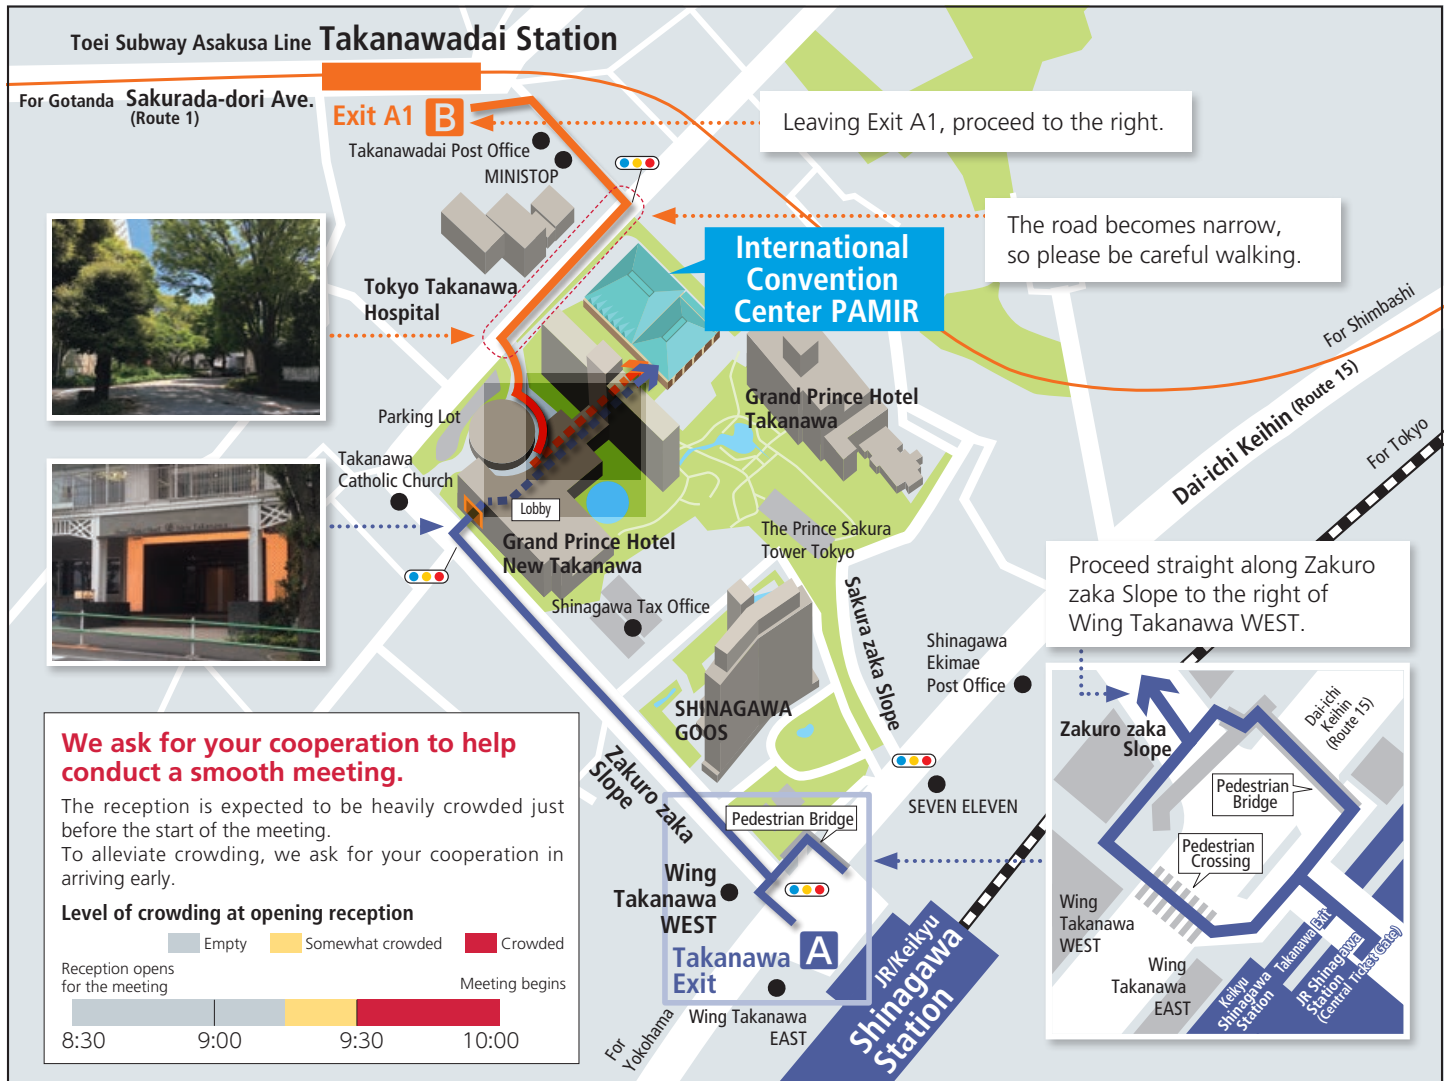 Toei Subway Asakusa Line Takanawadai Station
For Gotanda Sakurada-dori Ave.
(Route 1)
Exit A1 B
Leaving Exit A1, proceed to the right.
Takanawadai Post Office
MINISTOP
The road becomes narrow,
so please be careful walking.
International
Convention
Center PAMIR
Tokyo Takanawa
Hospital
For Shimbashi
Dai-ichi Keihin (Route 15)
For Tokyo
Grand Prince Hotel
Takanawa
Parking Lot
Takanawa
Catholic Church
Lobby
Grand Prince Hotel
New Takanawa
The Prince Sakura
Tower Tokyo
Shinagawa Tax Office
Sakura zaka Slope
Shinagawa
Ekimae
Post Office
Proceed straight along Zakuro
zaka Slope to the right of
Wing Takanawa WEST.
SHINAGAWA
GOOS
Zakuro zaka
Slope
SEVEN ELEVEN
Pedestrian Bridge
Wing
Takanawa
WEST
Takanawa
Exit
A
Wing Takanawa
EAST
For
Yokohama
JR/Keikyu
Shinagawa
Station
Zakuro zaka
Slope
Dai-ichi
Keihin
(Route 15)
Pedestrian
Bridge
Pedestrian
Crossing
Wing
Takanawa
WEST
Wing
Takanawa
EAST
Keikyu
Shinagawa
Station
Takanawa Exit
JR Shinagawa
Station
(Central Ticket Gate)
We ask for your cooperation to help
conduct a smooth meeting.
The reception is expected to be heavily crowded just
before the start of the meeting.
To alleviate crowding, we ask for your cooperation in
arriving early.
Level of crowding at opening reception
Empty Somewhat crowded Crowded
Reception opens
for the meeting
Meeting begins
8:30 9:00 9:30 10:00